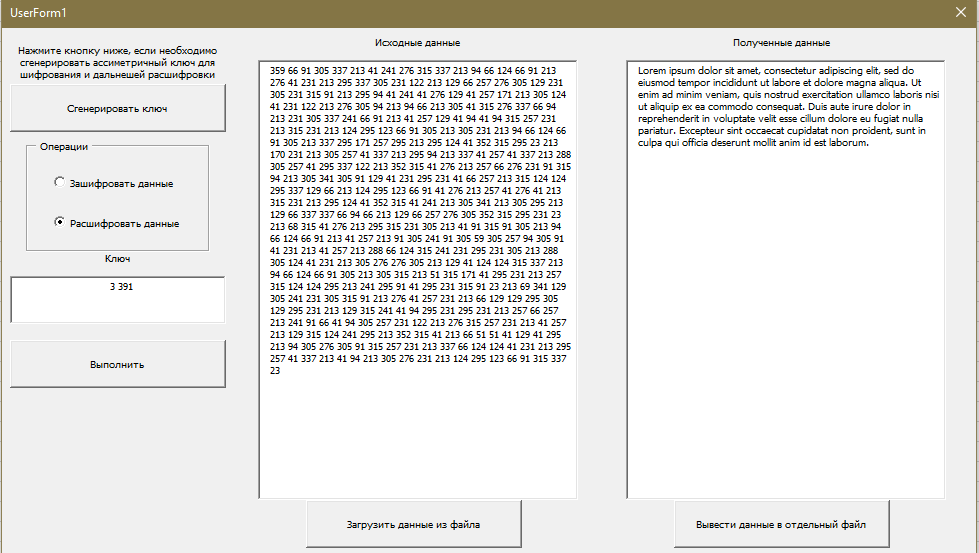 UserForm1
Нажмите кнопку ниже, если необходимо
сгенерировать ассиметричный ключ для
шифрования и дальнешей расшифровки
Сгенерировать ключ
Операции
Зашифровать данные
Расшифровать данные
Ключ
3 391
Выполнить
Исходные данные
359 66 91 305 337 213 41 241 276 315 337 213 94 66 124 66 91 213
276 41 231 213 295 337 305 231 122 213 129 66 257 276 305 129 231
305 231 315 91 213 295 94 41 241 41 276 129 41 257 171 213 305 124
41 231 122 213 276 305 94 213 94 66 213 305 41 315 276 337 66 94
213 231 305 337 241 66 91 213 41 257 129 41 94 41 94 315 257 231
213 315 231 213 124 295 123 66 91 305 213 305 231 213 94 66 124 66
91 305 213 337 295 171 257 295 213 295 124 41 352 315 295 23 213
170 231 213 305 257 41 337 213 295 94 213 337 41 257 41 337 213 288
305 257 41 295 337 122 213 352 315 41 276 213 257 66 276 231 91 315
94 213 305 341 305 91 129 41 231 295 231 41 66 257 213 315 124 124
295 337 129 66 213 124 295 123 66 91 41 276 213 257 41 276 41 213
315 231 213 295 124 41 352 315 41 241 213 305 341 213 305 295 213
129 66 337 337 66 94 66 213 129 66 257 276 305 352 315 295 231 23
213 68 315 41 276 213 295 315 231 305 213 41 91 315 91 305 213 94
66 124 66 91 213 41 257 213 91 305 241 91 305 59 305 257 94 305 91
41 231 213 41 257 213 288 66 124 315 241 231 295 231 305 213 288
305 124 41 231 213 305 276 276 305 213 129 41 124 124 315 337 213
94 66 124 66 91 305 213 305 315 213 51 315 171 41 295 231 213 257
315 124 124 295 213 241 295 91 41 295 231 315 91 23 213 69 341 129
305 241 231 305 315 91 213 276 41 257 231 213 66 129 129 295 305
129 295 231 213 129 315 241 41 94 295 231 295 231 213 257 66 257
213 241 91 66 41 94 305 257 231 122 213 276 315 257 231 213 41 257
213 129 315 124 241 295 213 352 315 41 213 66 51 51 41 129 41 295
213 94 305 276 305 91 315 257 231 213 337 66 124 124 41 231 213 295
257 41 337 213 41 94 213 305 276 231 213 124 295 123 66 91 315 337
23
Загрузить данные из файла
Полученные данные
Lorem ipsum dolor sit amet, consectetur adipiscing elit, sed do
eiusmod tempor incididunt ut labore et dolore magna aliqua. Ut
enim ad minim veniam, quis nostrud exercitation ullamco laboris nisi
ut aliquip ex ea commodo consequat. Duis aute irure dolor in
reprehenderit in voluptate velit esse cillum dolore eu fugiat nulla
pariatur. Excepteur sint occaecat cupidatat non proident, sunt in
culpa qui officia deserunt mollit anim id est laborum.
Вывести данные в отдельный файл